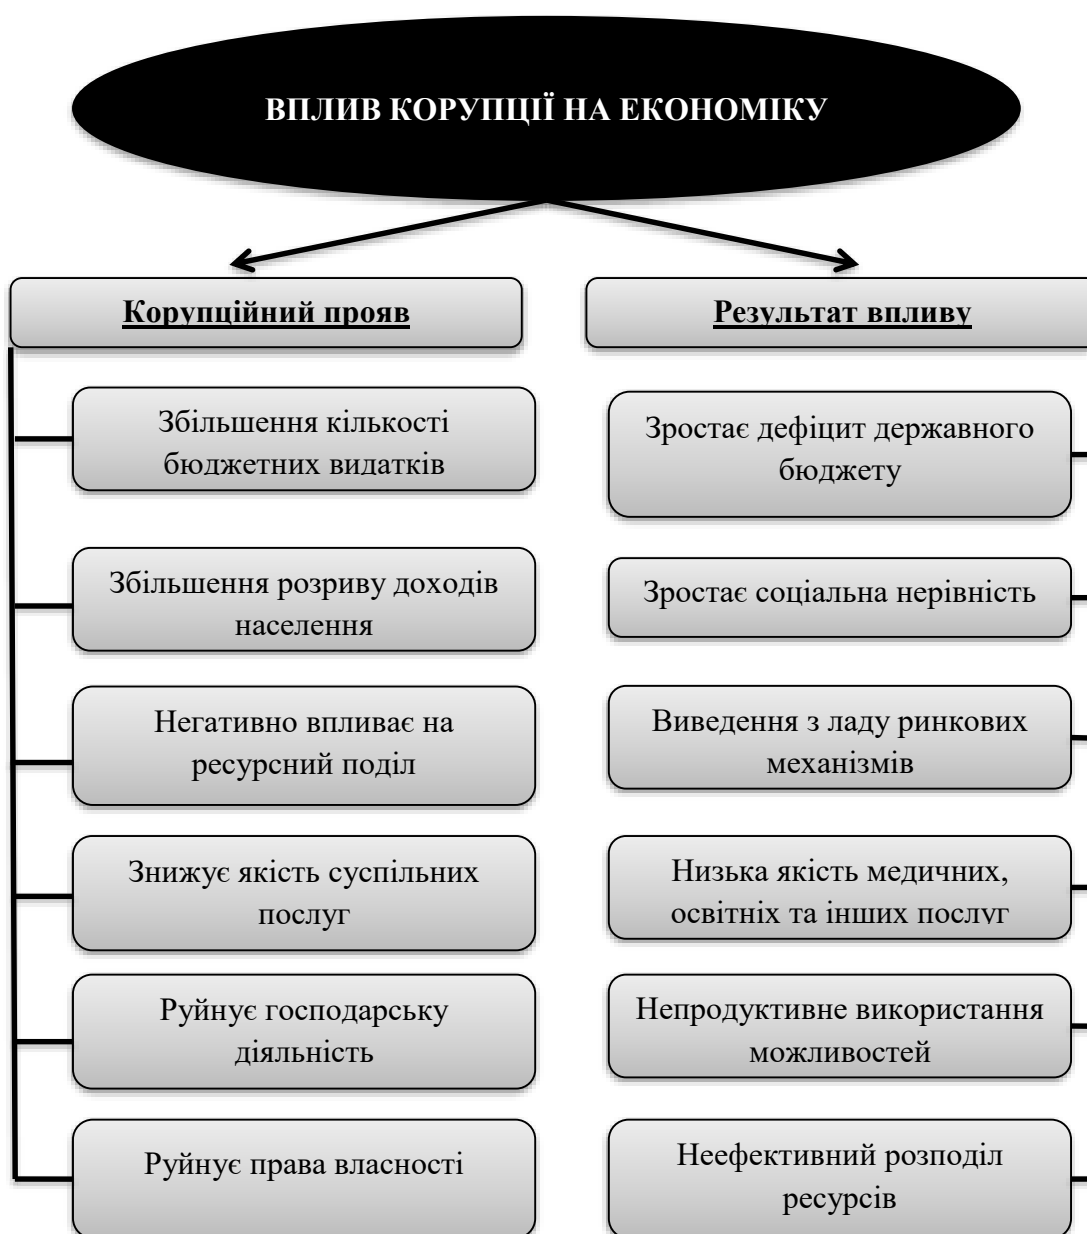 ВПЛИВ КОРУПЦІЇ НА ЕКОНОМІКУ
Корупційний прояв
Збільшення кількості
бюджетних видатків
Збільшення розриву доходів
населення
Негативно впливає на
ресурсний поділ
Знижує якість суспільних
послуг
Руйнує господарську
діяльність
Руйнує права власності
Результат впливу
Зростає дефіцит державного
бюджету
Зростає соціальна нерівність
Виведення з ладу ринкових
механізмів
Низька якість медичних,
освітніх та інших послуг
Непродуктивне використання
можливостей
Неефективний розподіл
ресурсів